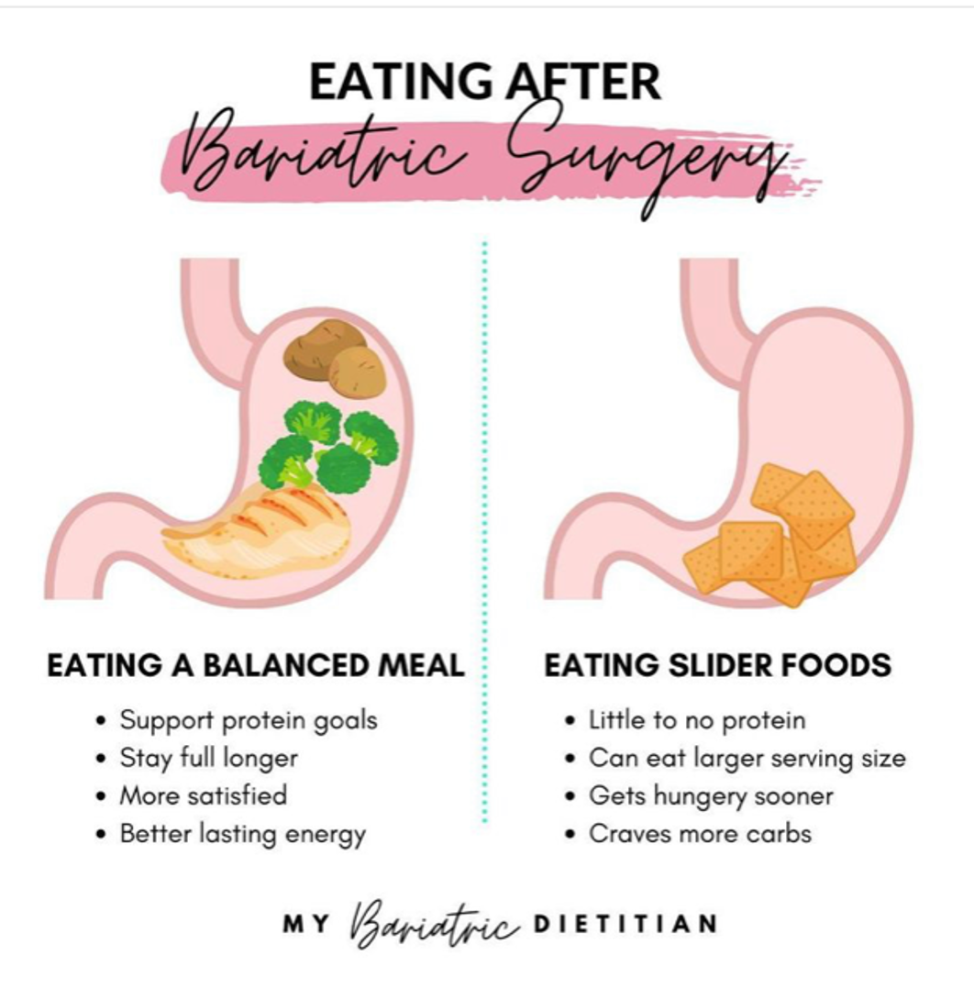 EATING AFTER
Bariatric Surgery
EATING A BALANCED MEAL
• Support protein goals
• Stay full longer
• More satisfied
• Better lasting energy
EATING SLIDER FOODS
• Little to no protein
• Can eat larger serving size
• Gets hungery sooner
• Craves more carbs
MY Bariatric DIETITIAN